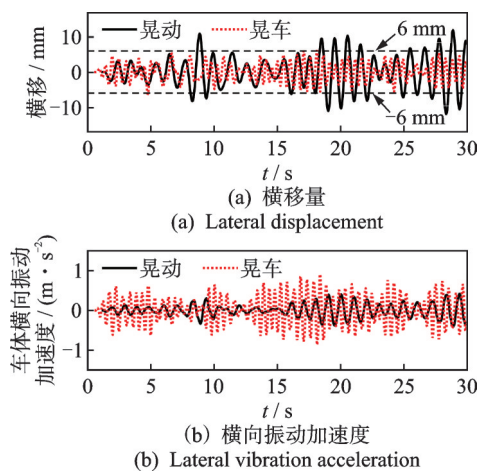 晃动 晃车 6 mm
10
0
-10
横移 / mm
-6 mm
0 5 10 15 20 25 30
t / s
(a) 横移量
(a) Lateral displacement
晃动 晃车
1
0
-1
车体横向振动
加速度 / (m·s⁻²)
0 5 10 15 20 25 30
t / s
(b) 横向振动加速度
(b) Lateral vibration acceleration